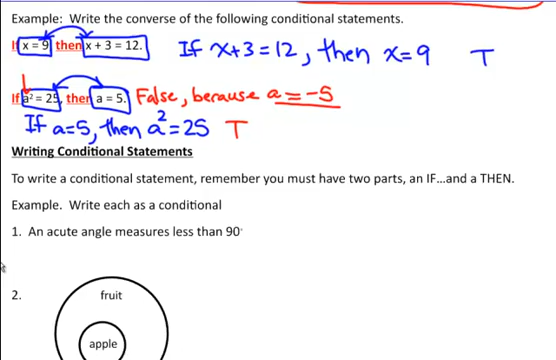 Example: Write the converse of the following conditional statements.
If x = 9 then x + 3 = 12. If x+3=12, then x=9 T
If a² = 25, then a = 5. False, because a = -5
If a=5, then a²=25 T
Writing Conditional Statements
To write a conditional statement, remember you must have two parts, an IF...and a THEN.
Example. Write each as a conditional
1. An acute angle measures less than 90°
2. fruit
apple